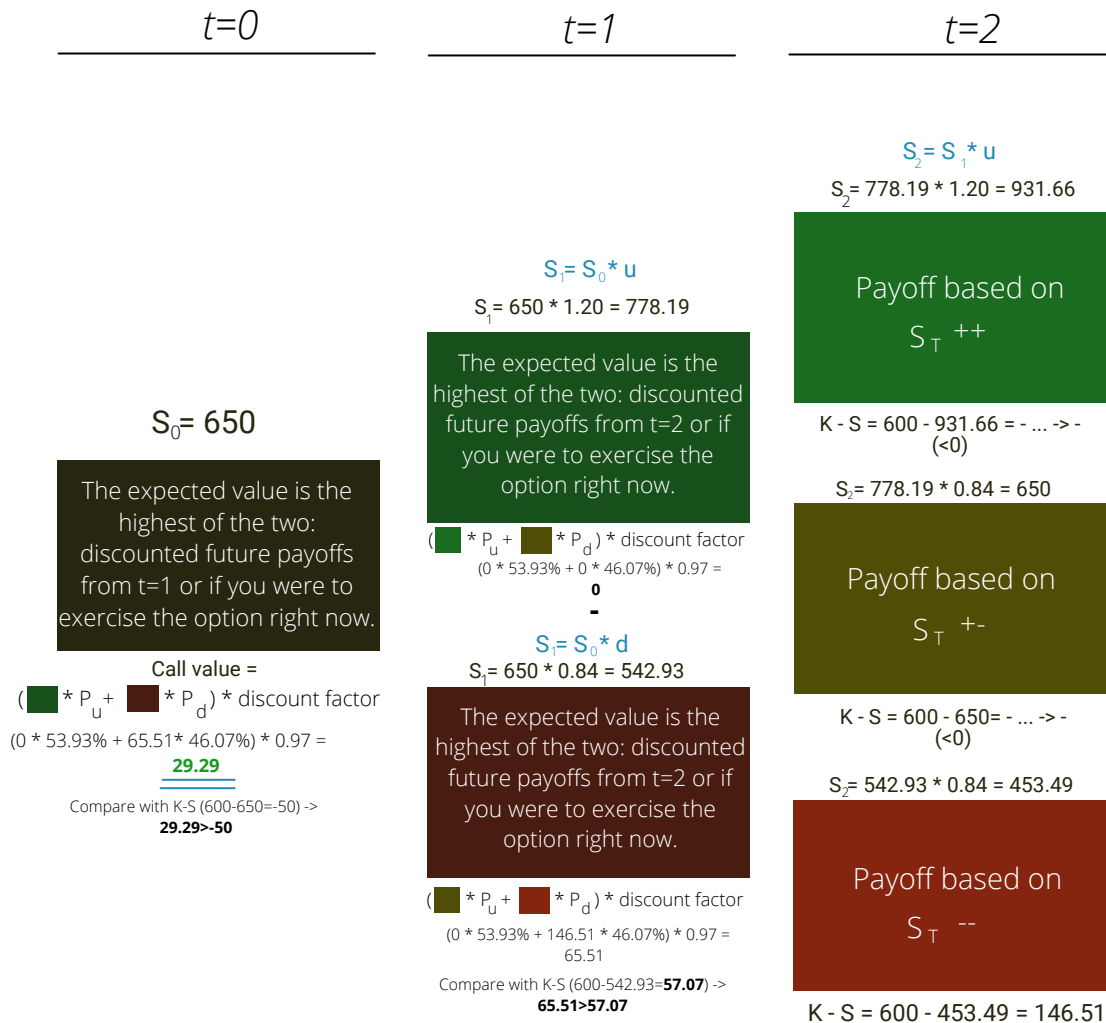 t=0
S0= 650
The expected value is the
highest of the two:
discounted future payoffs
from t=1 or if you were to
exercise the option right now.
Call value =
( * Pu+ * Pd) * discount factor
(0 * 53.93% + 65.51* 46.07%) * 0.97 =
29.29
Compare with K-S (600-650=-50) ->
29.29>-50
t=1
S1= S0* u
S1= 650 * 1.20 = 778.19
The expected value is the
highest of the two: discounted
future payoffs from t=2 or if
you were to exercise the
option right now.
( * Pu+ * Pd) * discount factor
(0 * 53.93% + 0 * 46.07%) * 0.97 =
0
-
S1= S0* d
S1= 650 * 0.84 = 542.93
The expected value is the
highest of the two: discounted
future payoffs from t=2 or if
you were to exercise the
option right now.
( * Pu+ * Pd) * discount factor
(0 * 53.93% + 146.51 * 46.07%) * 0.97 =
65.51
Compare with K-S (600-542.93=57.07) ->
65.51>57.07
t=2
S2= S1* u
S2= 778.19 * 1.20 = 931.66
Payoff based on
ST ++
K - S = 600 - 931.66 = - ... -> -
(<0)
S2= 778.19 * 0.84 = 650
Payoff based on
ST +-
K - S = 600 - 650= - ... -> -
(<0)
S2= 542.93 * 0.84 = 453.49
Payoff based on
ST --
K - S = 600 - 453.49 = 146.51